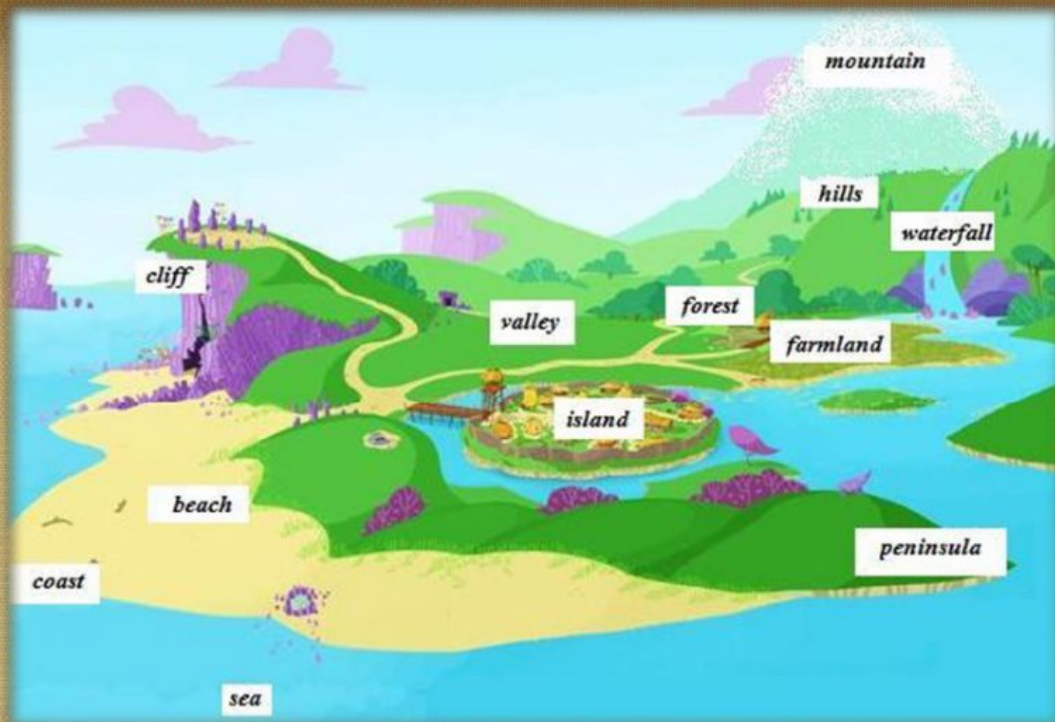 mountain
hills
waterfall
cliff
forest
valley
farmland
island
beach
peninsula
coast
sea